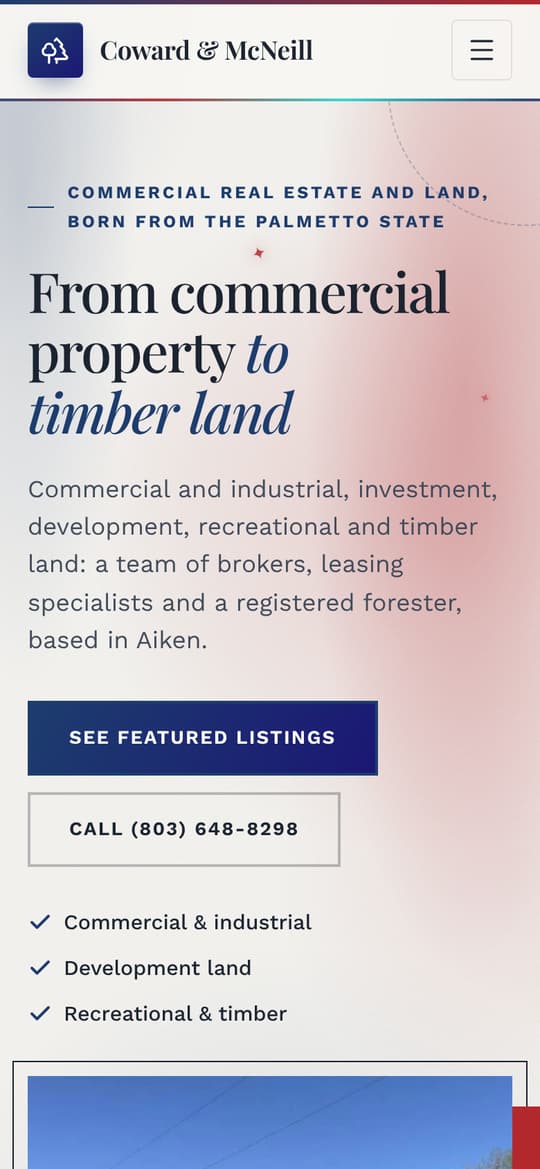 Coward & McNeill
COMMERCIAL REAL ESTATE AND LAND,
BORN FROM THE PALMETTO STATE
From commercial
property to
timber land
Commercial and industrial, investment,
development, recreational and timber
land: a team of brokers, leasing
specialists and a registered forester,
based in Aiken.
SEE FEATURED LISTINGS
CALL (803) 648-8298
Commercial & industrial
Development land
Recreational & timber